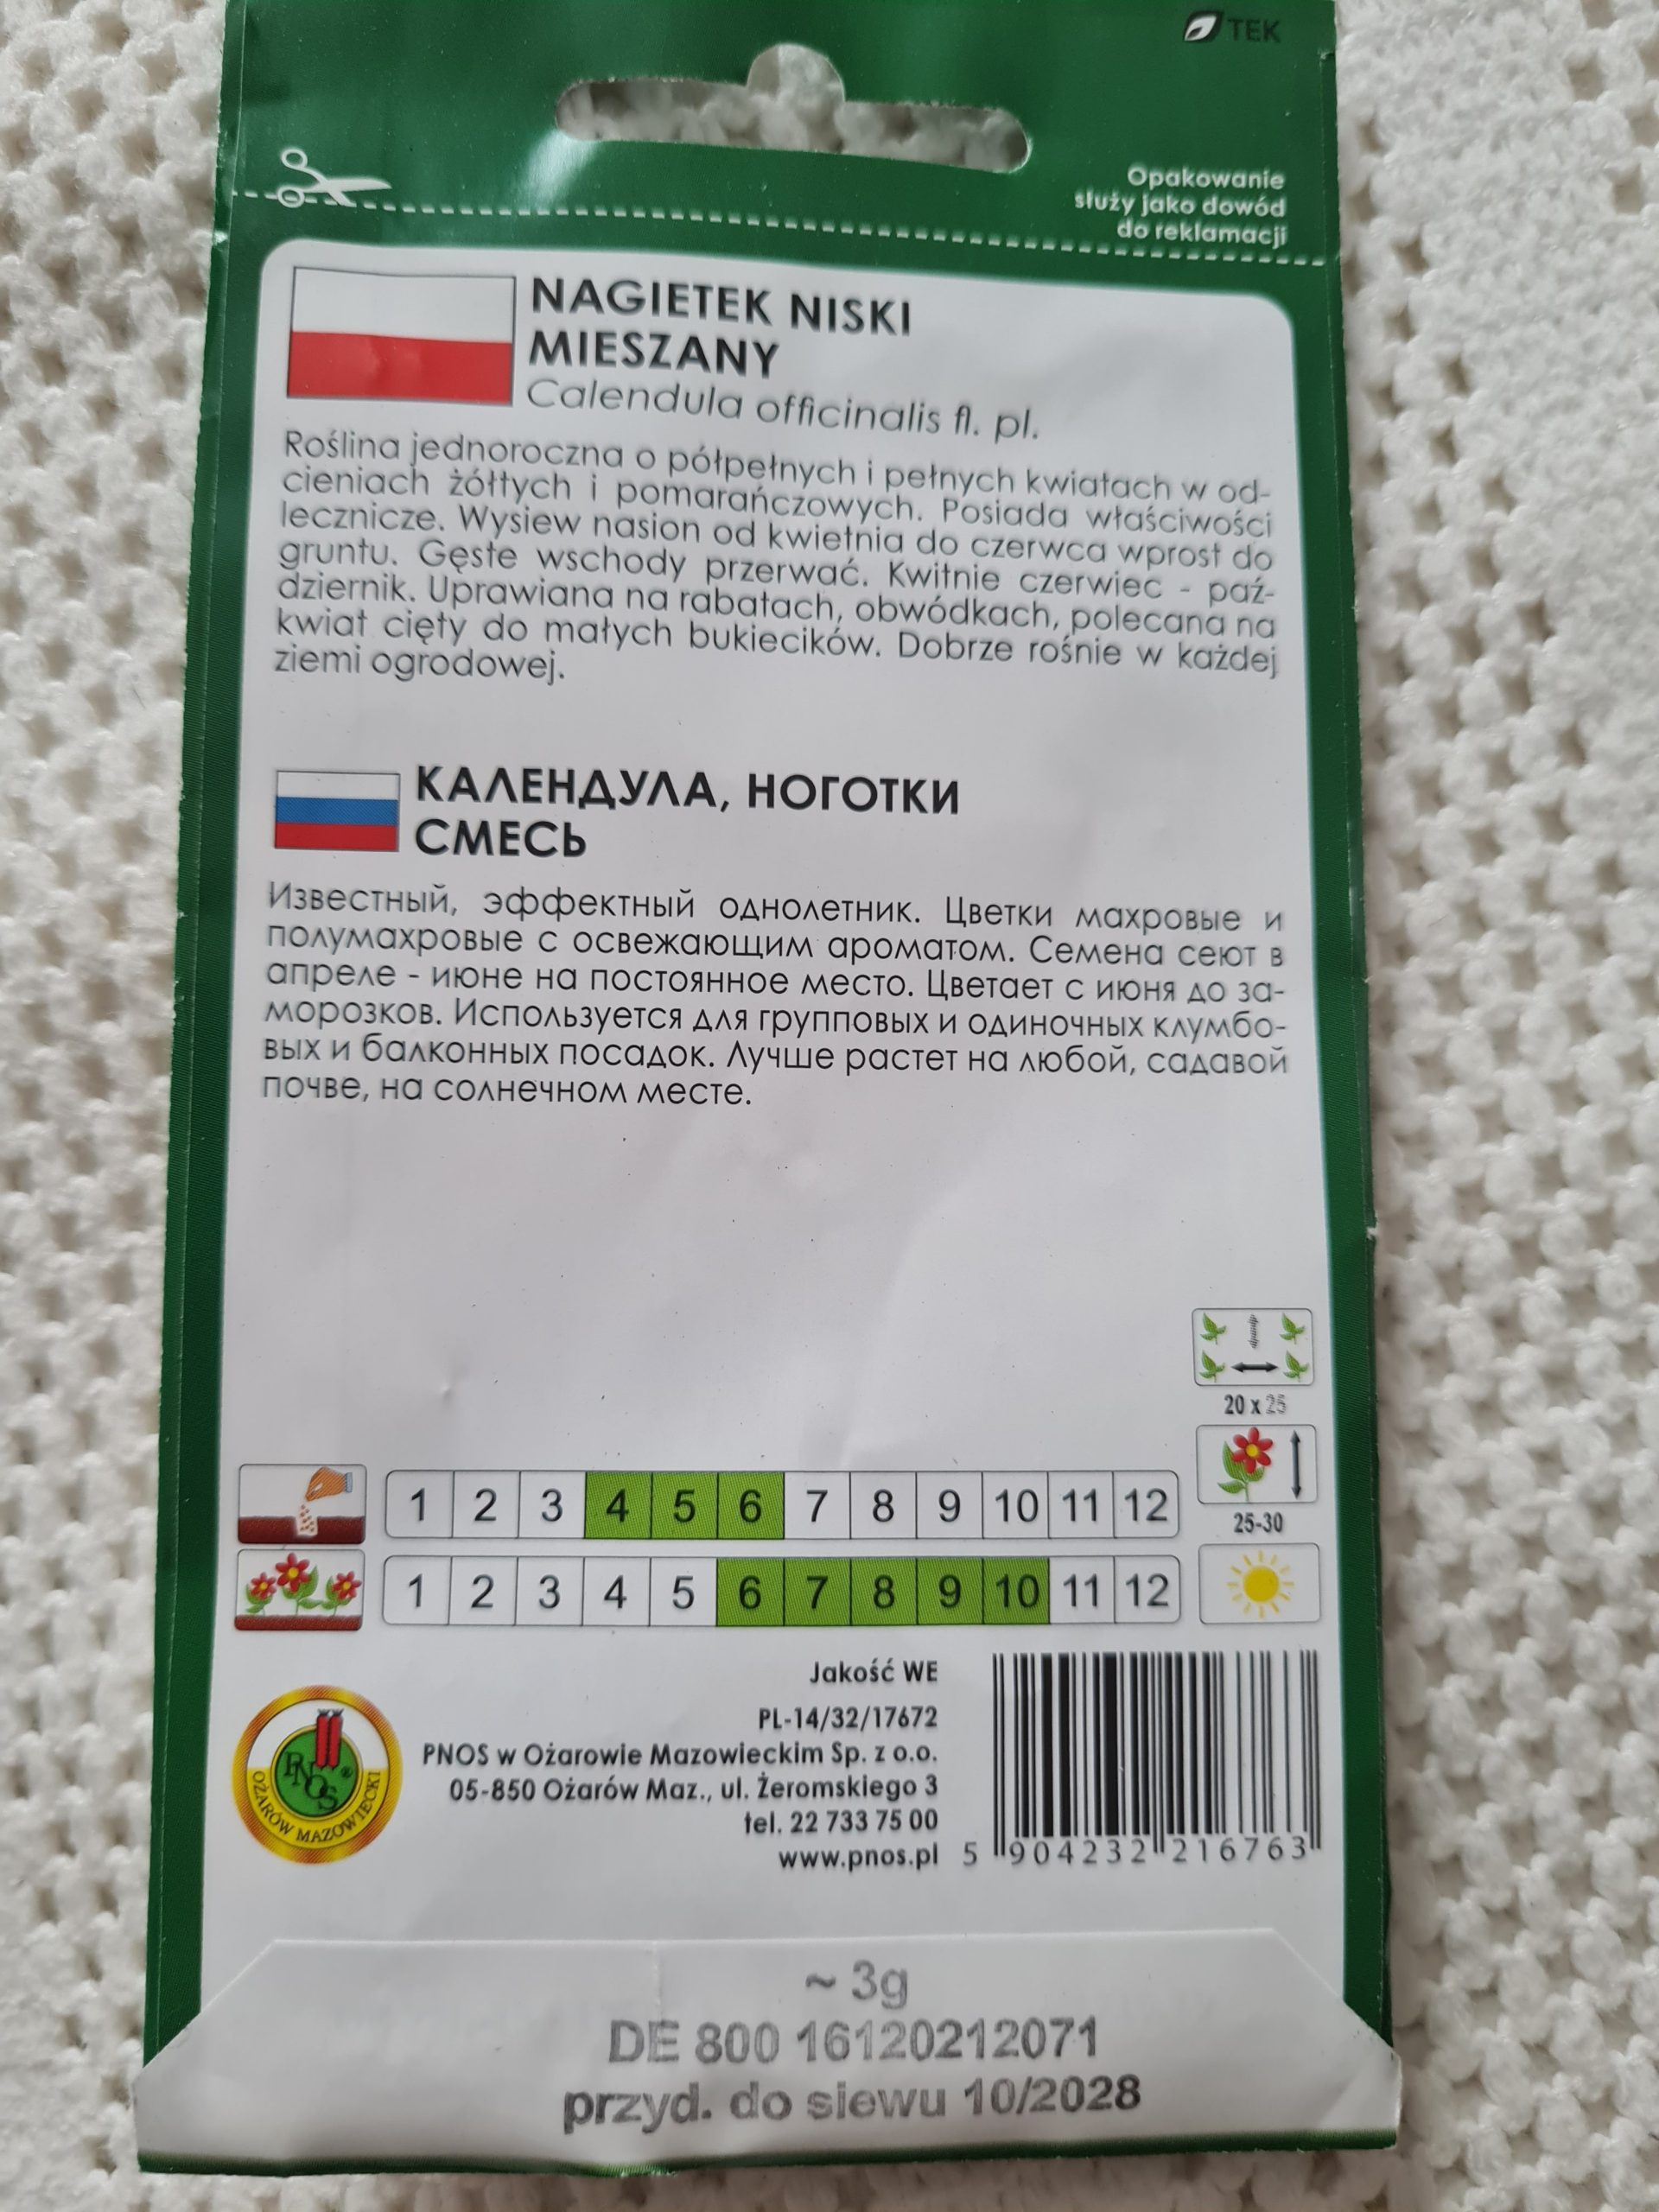 TEK
Opakowanie
służy jako dowód
do reklamacji
NAGIETEK NISKI
MIESZANY
Calendula officinalis fl. pl.
Roślina jednoroczna o półpełnych i pełnych kwiatach w od-
cieniach żółtych i pomarańczowych. Posiada właściwości
lecznicze. Wysiew nasion od kwietnia do czerwca wprost do
gruntu. Gęste wschody przerwać. Kwitnie czerwiec - paź-
dziernik. Uprawiana na rabatach, obwódkach, polecana na
kwiat cięty do małych bukiecików. Dobrze rośnie w każdej
ziemi ogrodowej.
КАЛЕНДУЛА, НОГОТКИ
СМЕСЬ
Известный, эффектный однолетник. Цветки махровые и
полумахровые с освежающим ароматом. Семена сеют в
апреле - июне на постоянное место. Цветает с июня до за-
морозков. Используется для групповых и одиночных клумбо-
вых и балконных посадок. Лучше растет на любой, садавой
почве, на солнечном месте.
20 x 25
25-30
1 2 3 4 5 6 7 8 9 10 11 12
1 2 3 4 5 6 7 8 9 10 11 12
Jakość WE
PL-14/32/17672
PNOS w Ożarowie Mazowieckim Sp. z o.o.
05-850 Ożarów Maz., ul. Żeromskiego 3
tel. 22 733 75 00
www.pnos.pl
PNOS®
OŻARÓW MAZOWIECKI
5 904232 216763
~ 3g
DE 800 16120212071
przyd. do siewu 10/2028